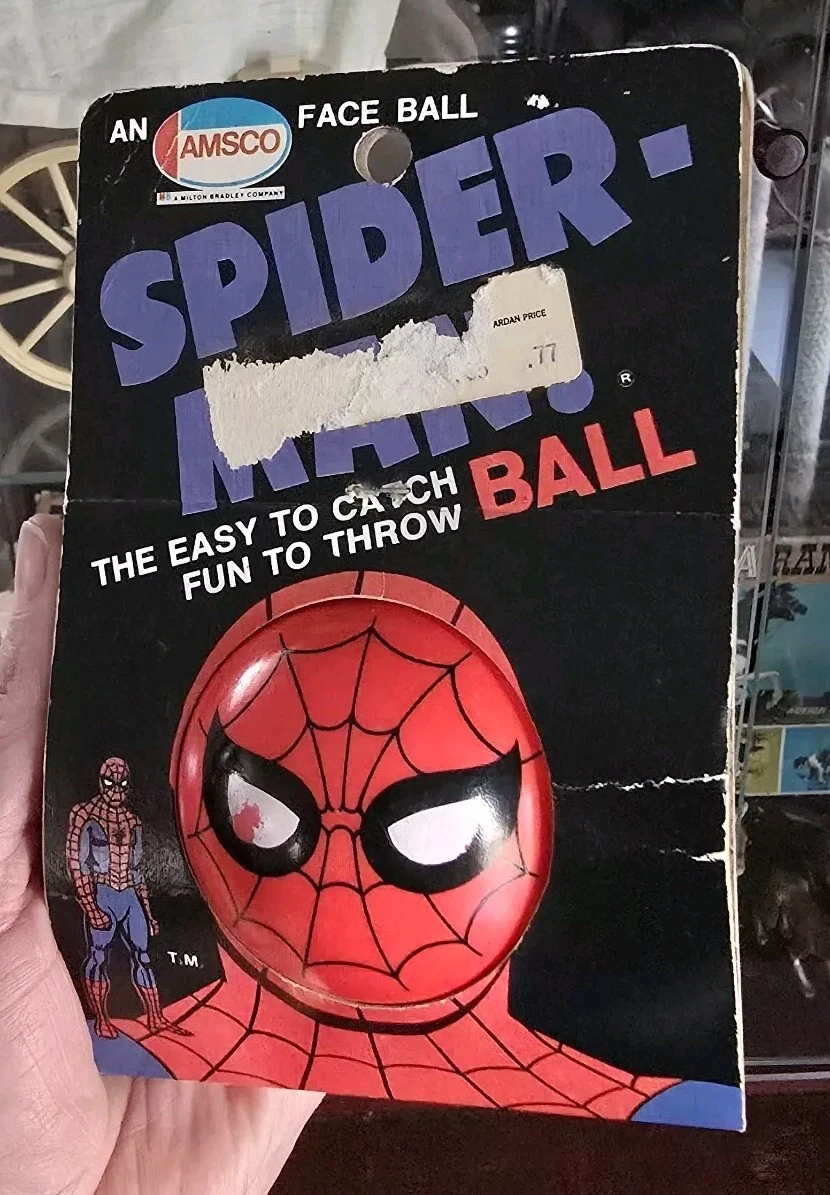 AN AMSCO FACE BALL
A MILTON BRADLEY COMPANY
SPIDER-
MAN!
®
ARDAN PRICE
.77
THE EASY TO CATCH
FUN TO THROW
BALL
T.M